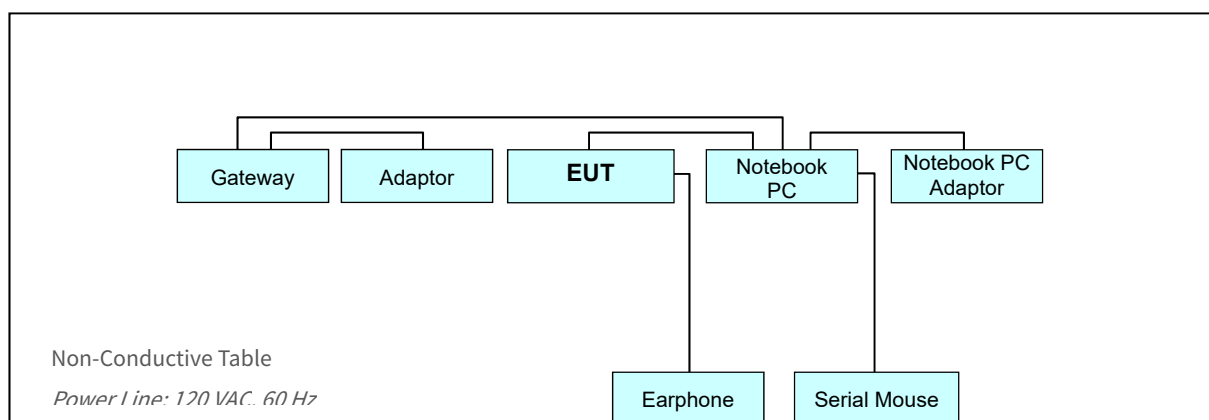 Gateway
Adaptor
EUT
Notebook
PC
Notebook PC
Adaptor
Non-Conductive Table
Power Line: 120 VAC, 60 Hz
Earphone
Serial Mouse